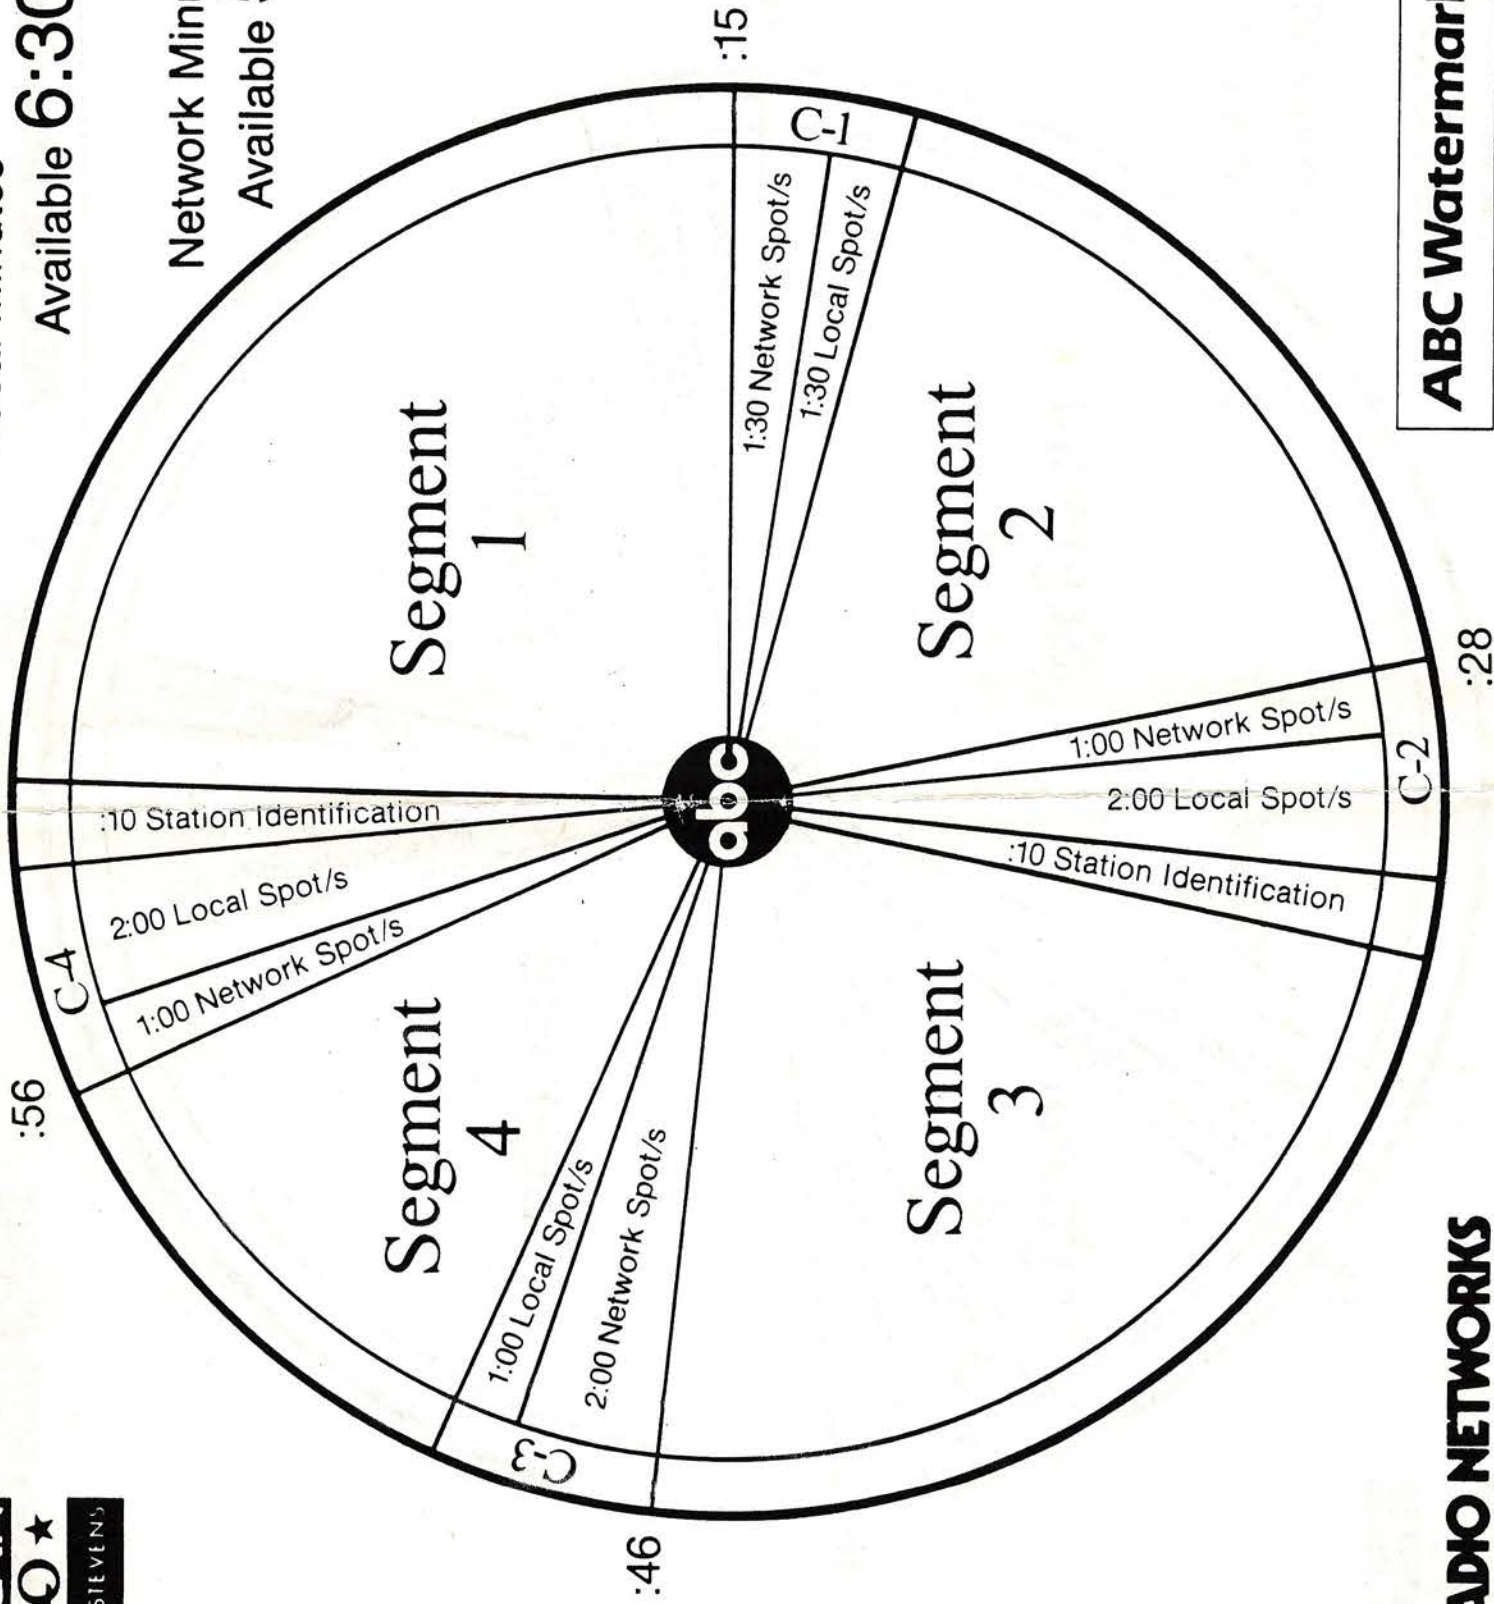 Available 6:30
Network
Available
:15
C-1
1:30 Network Spot/s
1:30 Local Spot/s
Segment
1
Segment
2
:28
C-2
1:00 Network Spot/s
2:00 Local Spot/s
:10 Station Identification
Segment
3
:46
C-3
2:00 Network Spot/s
1:00 Local Spot/s
Segment
4
:56
C-4
1:00 Network Spot/s
2:00 Local Spot/s
:10 Station Identification
abc
STEVENS
NETWORKS
ABC Watermar